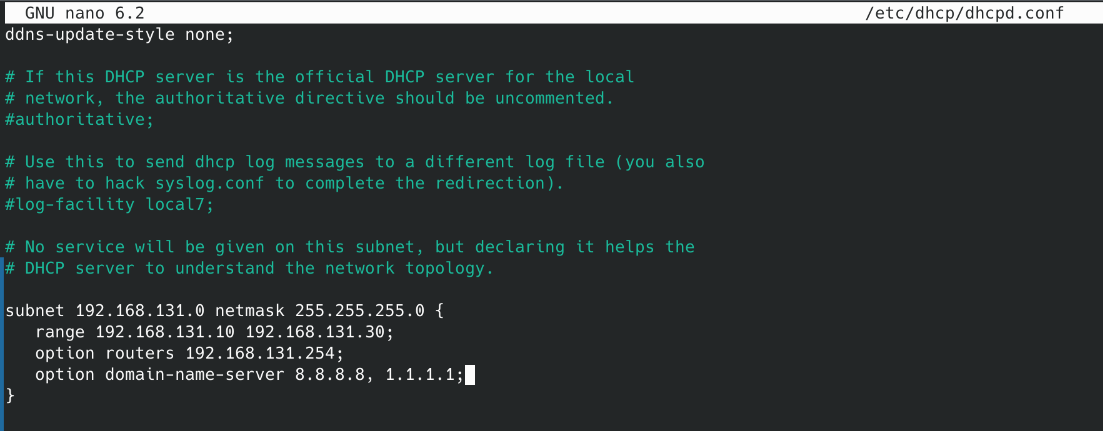 GNU nano 6.2 /etc/dhcp/dhcpd.conf
ddns-update-style none;

# If this DHCP server is the official DHCP server for the local
# network, the authoritative directive should be uncommented.
#authoritative;

# Use this to send dhcp log messages to a different log file (you also
# have to hack syslog.conf to complete the redirection).
#log-facility local7;

# No service will be given on this subnet, but declaring it helps the
# DHCP server to understand the network topology.

subnet 192.168.131.0 netmask 255.255.255.0 {
   range 192.168.131.10 192.168.131.30;
   option routers 192.168.131.254;
   option domain-name-server 8.8.8.8, 1.1.1.1;
}